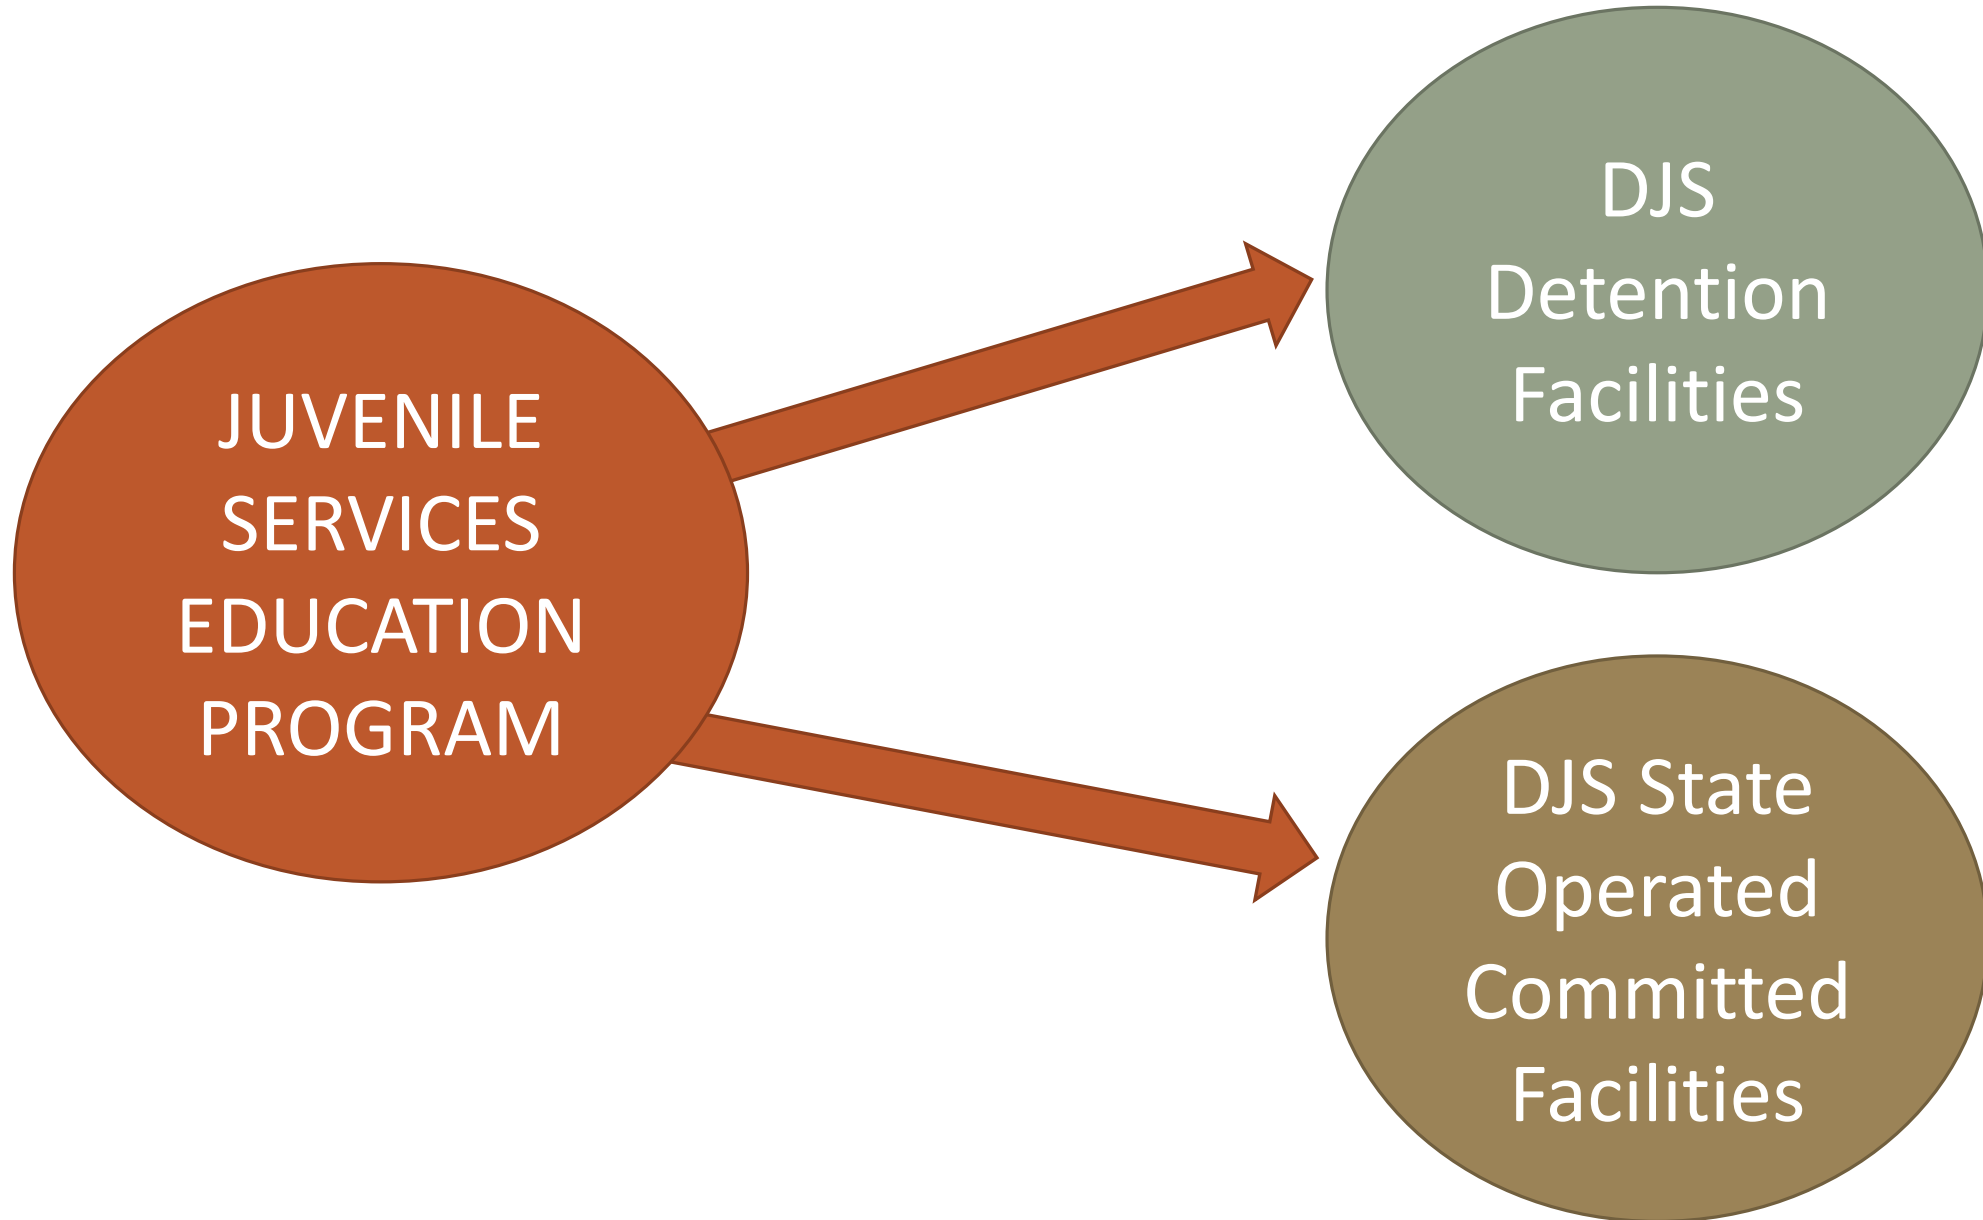 JUVENILE
SERVICES
EDUCATION
PROGRAM
DJS
Detention
Facilities
DJS State
Operated
Committed
Facilities